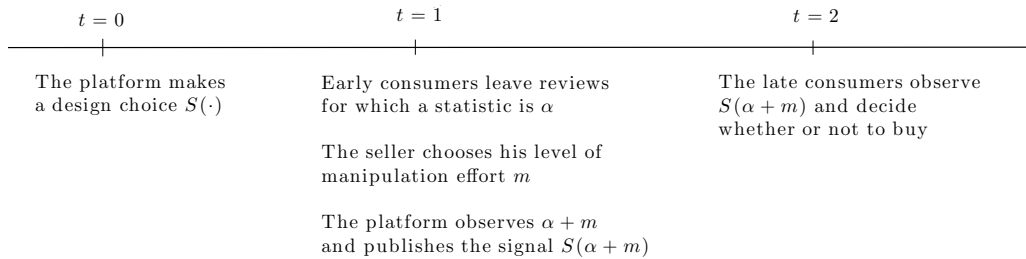 t = 0
t = 1
t = 2
The platform makes
a design choice S(·)
Early consumers leave reviews
for which a statistic is α
The seller chooses his level of
manipulation effort m
The platform observes α + m
and publishes the signal S(α + m)
The late consumers observe
S(α + m) and decide
whether or not to buy